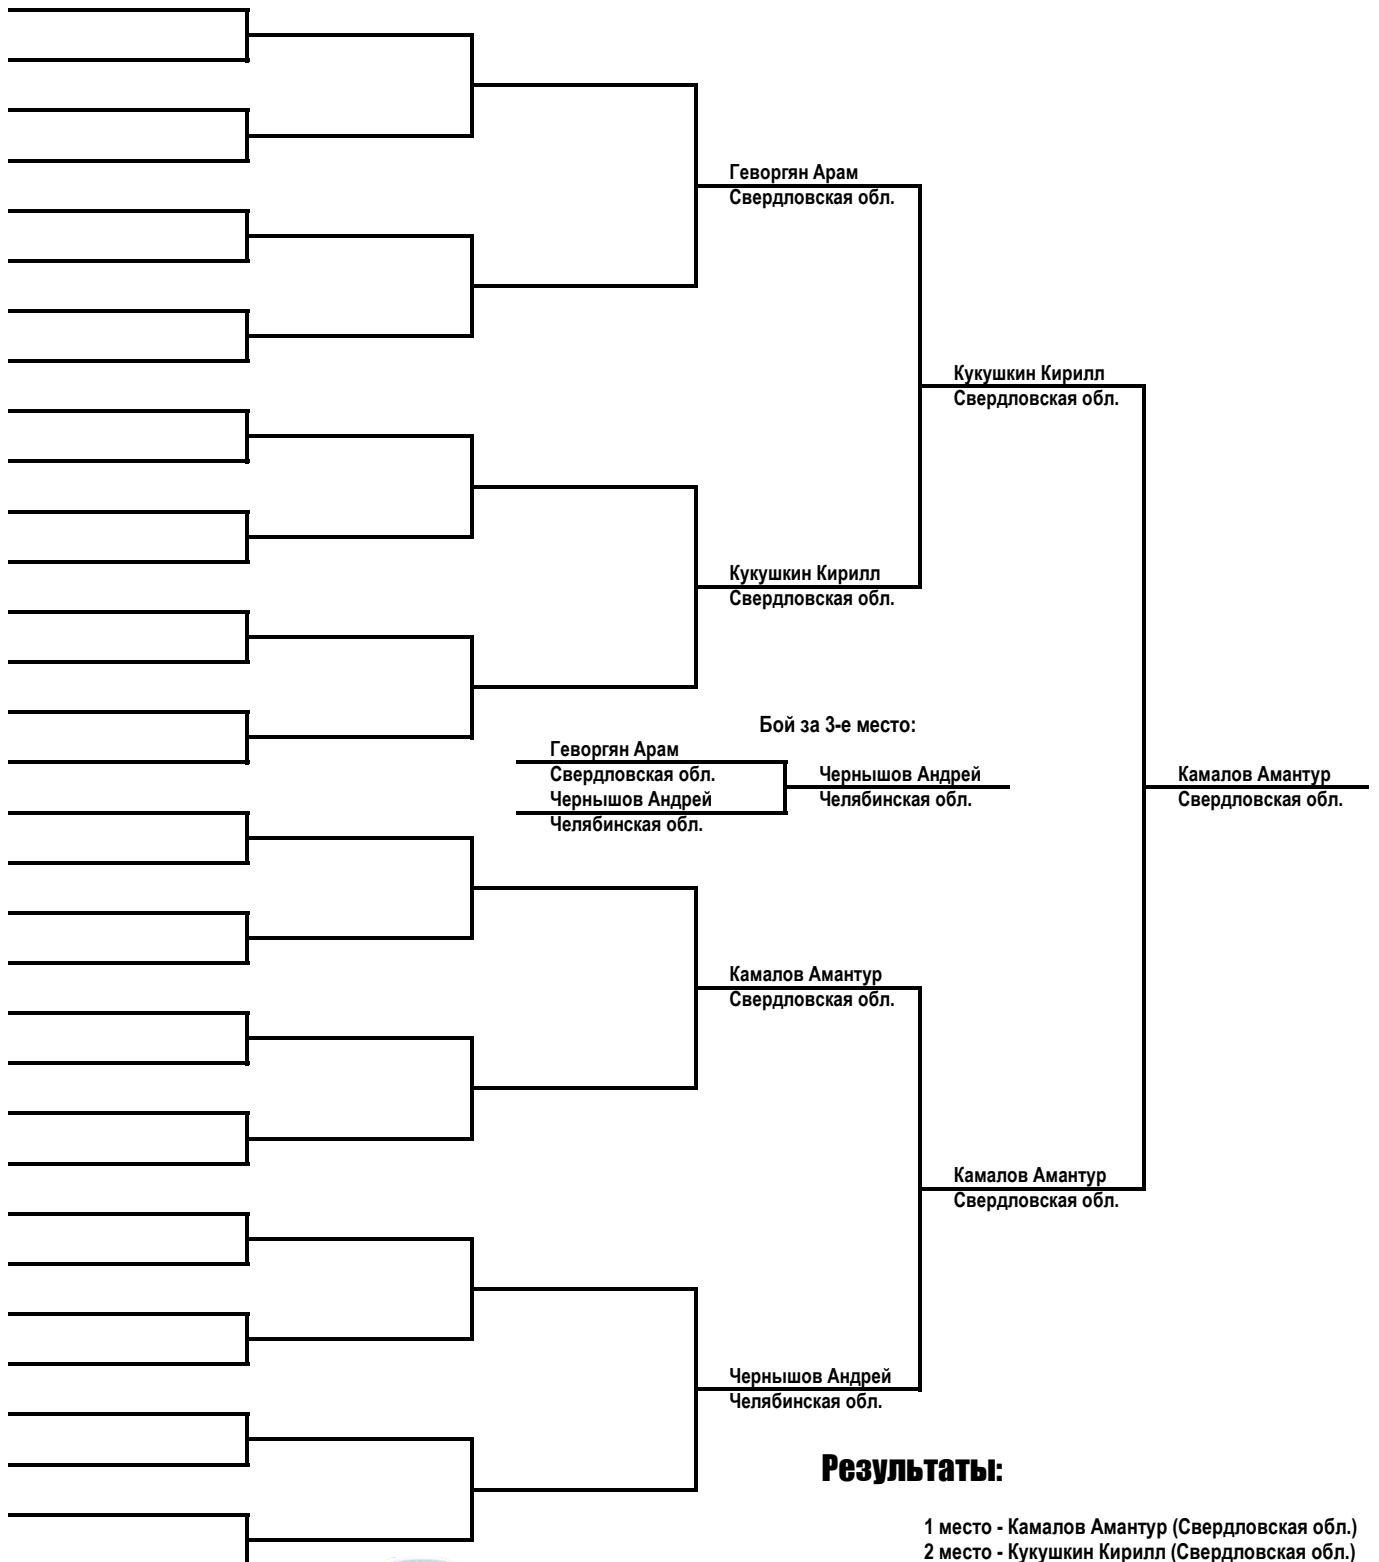 Геворгян Арам
Свердловская обл.
Кукушкин Кирилл
Свердловская обл.
Кукушкин Кирилл
Свердловская обл.
Бой за 3-е место:
Геворгян Арам
Свердловская обл.
Чернышов Андрей
Челябинская обл.
Чернышов Андрей
Челябинская обл.
Камалов Амантур
Свердловская обл.
Камалов Амантур
Свердловская обл.
Камалов Амантур
Свердловская обл.
Чернышов Андрей
Челябинская обл.
Результаты:
1 место - Камалов Амантур (Свердловская обл.)
2 место - Кукушкин Кирилл (Свердловская обл.)